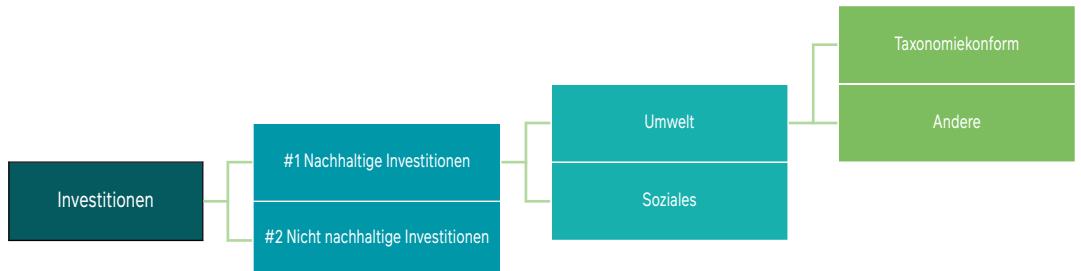 Investitionen
#1 Nachhaltige Investitionen
#2 Nicht nachhaltige Investitionen
Umwelt
Soziales
Taxonomiekonform
Andere